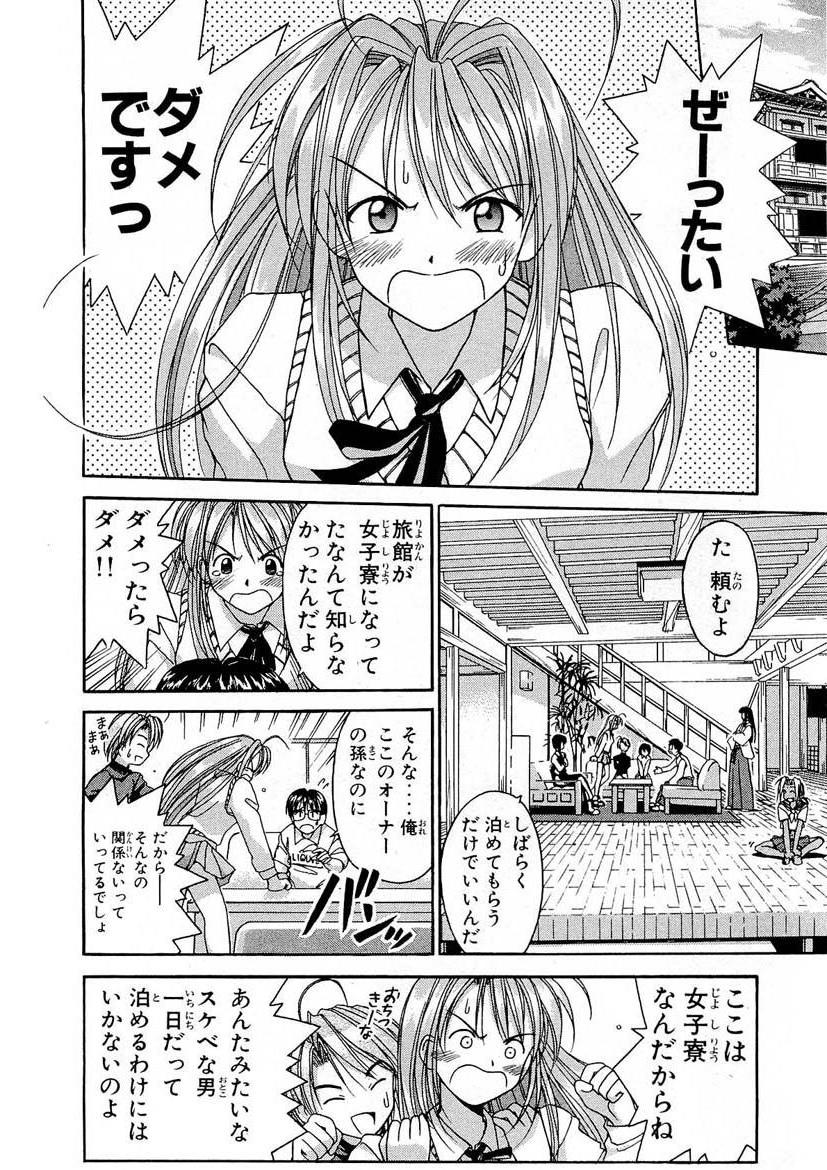 ぜーったい
ダメ
ですっ
た 頼むよ
しばらく
泊めてもらう
だけでいいんだ
旅館が
女子寮になって
たなんて知らな
かったんだよ
ダメったら
ダメ!!
そんな‥‥俺
ここのオーナー
の孫なのに
バンッ
まぁ
まぁ
だから――
そんなの
関係ないって
いってるでしょ
LIQUE
ここは
女子寮
なんだからね
おちつ
きーな
あんたみたいな
スケベな男
一日だって
泊めるわけには
いかないのよ